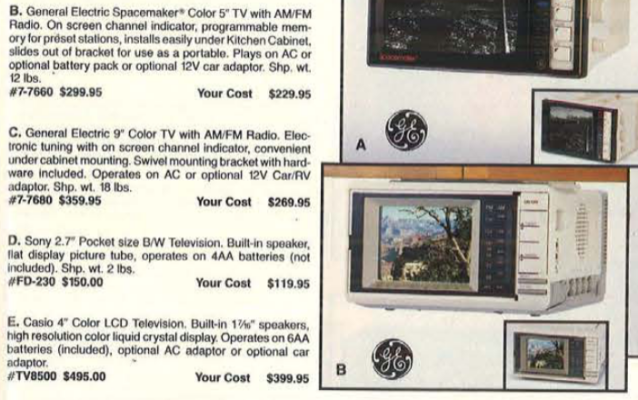 B. General Electric Spacemaker® Color 5" TV with AM/FM
Radio. On screen channel indicator, programmable mem-
ory for preset stations, installs easily under Kitchen Cabinet,
slides out of bracket for use as a portable. Plays on AC or
optional battery pack or optional 12V car adaptor. Shp. wt.
12 lbs.
#7-7660 $299.95 Your Cost $229.95
C. General Electric 9" Color TV with AM/FM Radio. Elec-
tronic tuning with on screen channel indicator, convenient
under cabinet mounting. Swivel mounting bracket with hard-
ware included. Operates on AC or optional 12V Car/RV
adaptor. Shp. wt. 18 lbs.
#7-7680 $359.95 Your Cost $269.95
D. Sony 2.7" Pocket size B/W Television. Built-in speaker,
flat display picture tube, operates on 4AA batteries (not
included). Shp. wt. 2 lbs.
#FD-230 $150.00 Your Cost $119.95
E. Casio 4" Color LCD Television. Built-in 1⁷⁄₁₆" speakers,
high resolution color liquid crystal display. Operates on 6AA
batteries (included), optional AC adaptor or optional car
adaptor.
#TV8500 $495.00 Your Cost $399.95
A
GE
B
GE